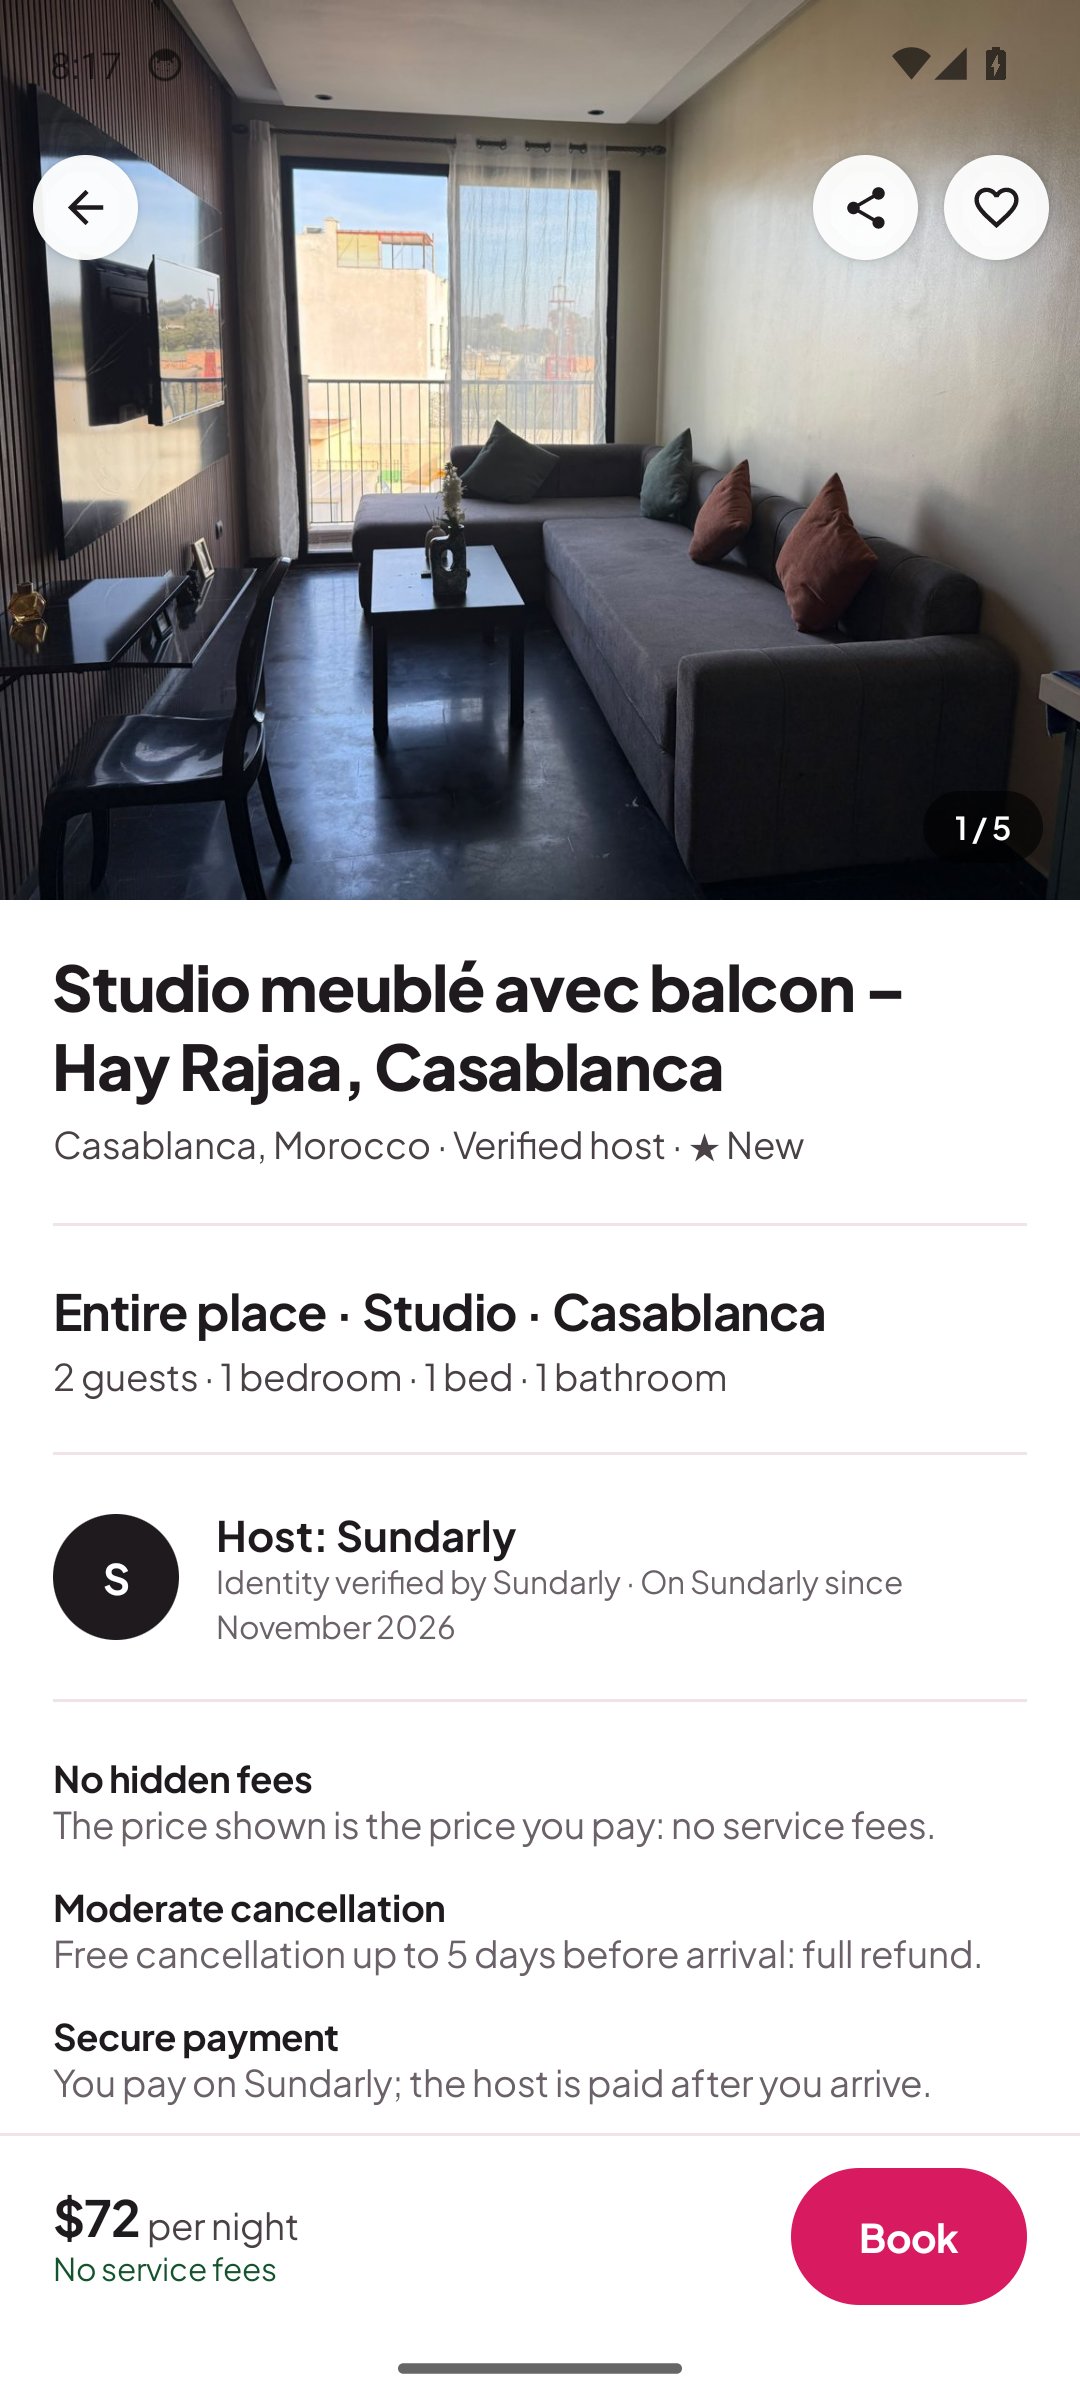 8:17
1 / 5
Studio meublé avec balcon –
Hay Rajaa, Casablanca
Casablanca, Morocco · Verified host · ★ New
Entire place · Studio · Casablanca
2 guests · 1 bedroom · 1 bed · 1 bathroom
S
Host: Sundarly
Identity verified by Sundarly · On Sundarly since
November 2026
No hidden fees
The price shown is the price you pay: no service fees.
Moderate cancellation
Free cancellation up to 5 days before arrival: full refund.
Secure payment
You pay on Sundarly; the host is paid after you arrive.
$72 per night
No service fees
Book